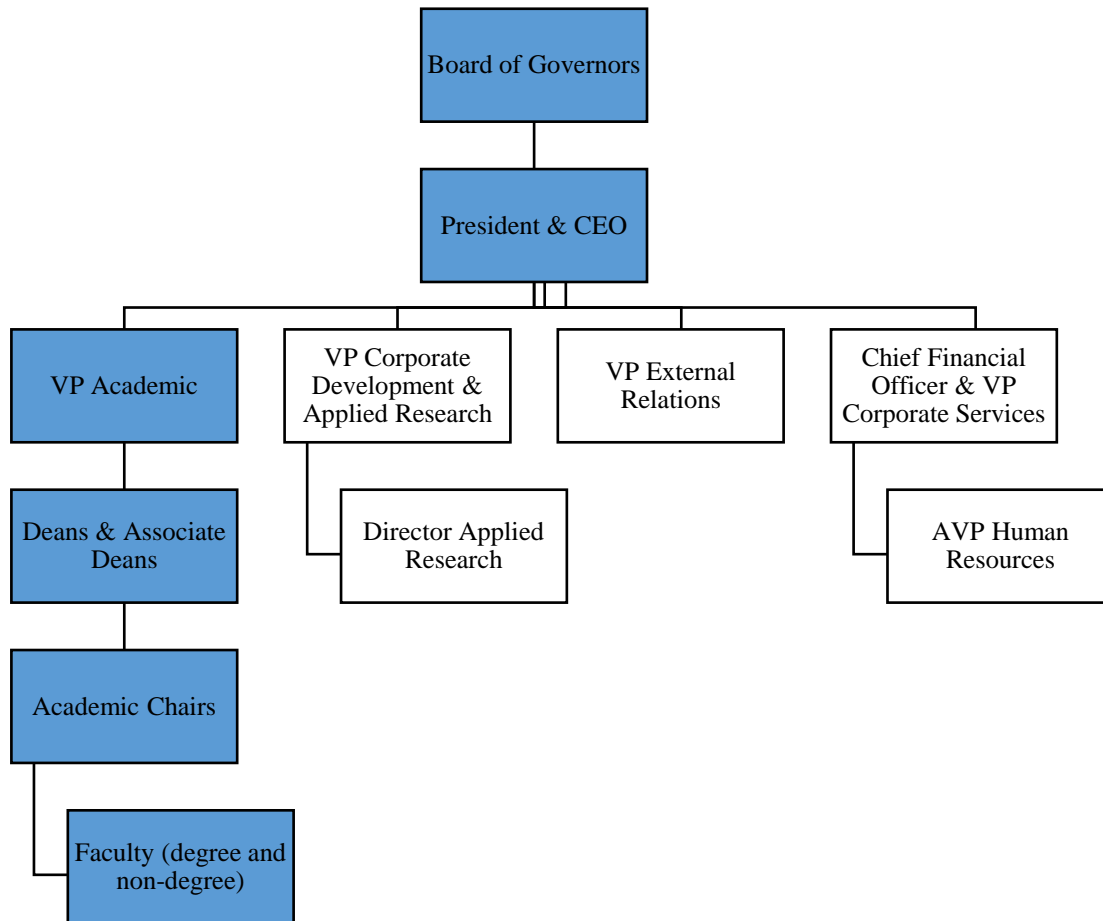 Board of Governors
President & CEO
VP Academic
VP Corporate
Development &
Applied Research
VP External
Relations
Chief Financial
Officer & VP
Corporate Services
Deans & Associate
Deans
Director Applied
Research
AVP Human
Resources
Academic Chairs
Faculty (degree and
non-degree)